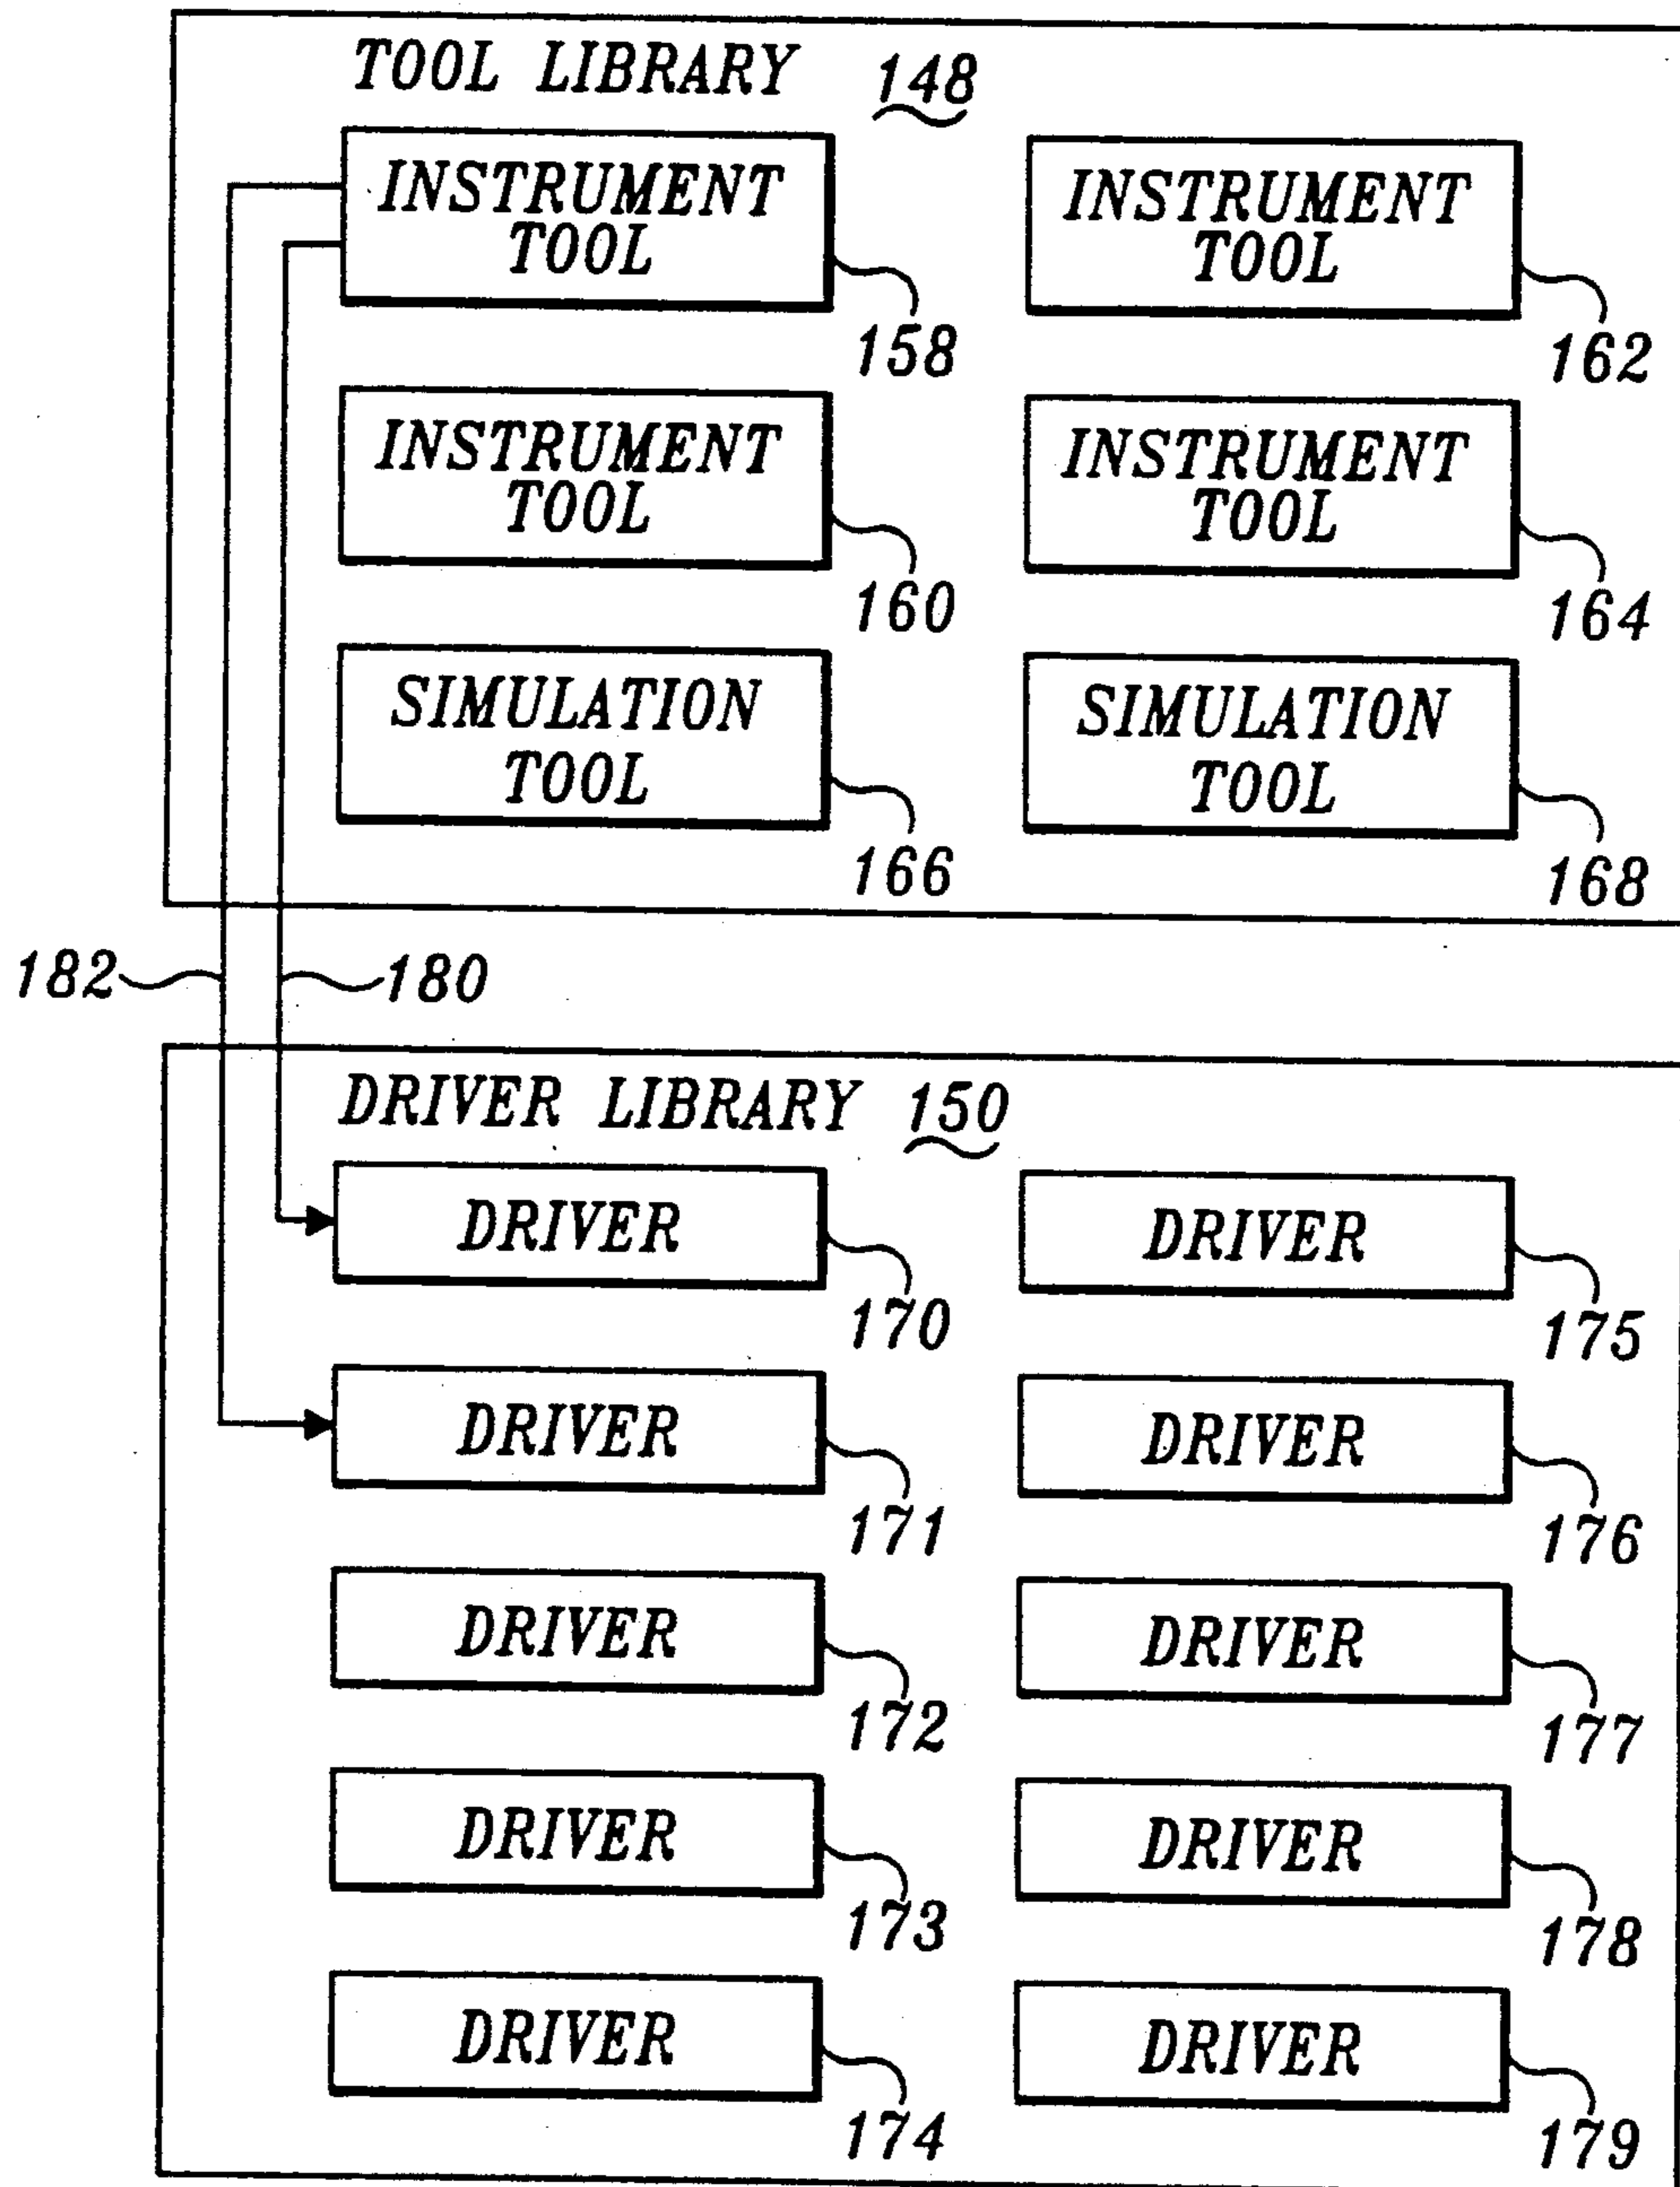 TOOL LIBRARY 148
INSTRUMENT
TOOL
158
INSTRUMENT
TOOL
162
INSTRUMENT
TOOL
160
INSTRUMENT
TOOL
164
SIMULATION
TOOL
166
SIMULATION
TOOL
168
182
180
DRIVER LIBRARY 150
DRIVER
170
DRIVER
175
DRIVER
171
DRIVER
176
DRIVER
172
DRIVER
177
DRIVER
173
DRIVER
178
DRIVER
174
DRIVER
179